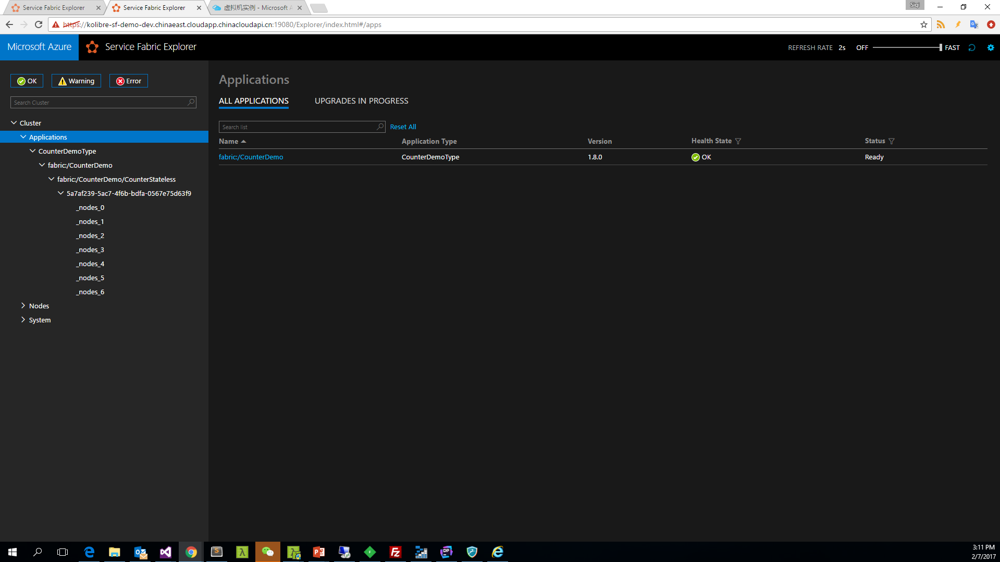 Service Fabric Explorer
Service Fabric Explorer
虚拟机实例 - Microsoft A
Siqi
https://kolibre-sf-demo-dev.chinaeast.cloudapp.chinacloudapi.cn:19080/Explorer/index.html#/apps
Microsoft Azure
Service Fabric Explorer
REFRESH RATE 2s OFF FAST
OK Warning Error
Search Cluster
Cluster
Applications
CounterDemoType
fabric:/CounterDemo
fabric:/CounterDemo/CounterStateless
5a7af239-5ac7-4f6b-bdfa-0567e75d63f9
_nodes_0
_nodes_1
_nodes_2
_nodes_3
_nodes_4
_nodes_5
_nodes_6
Nodes
System
Applications
ALL APPLICATIONS UPGRADES IN PROGRESS
Search list Reset All
Name Application Type Version Health State Status
fabric:/CounterDemo CounterDemoType 1.8.0 OK Ready
3:11 PM
2/7/2017